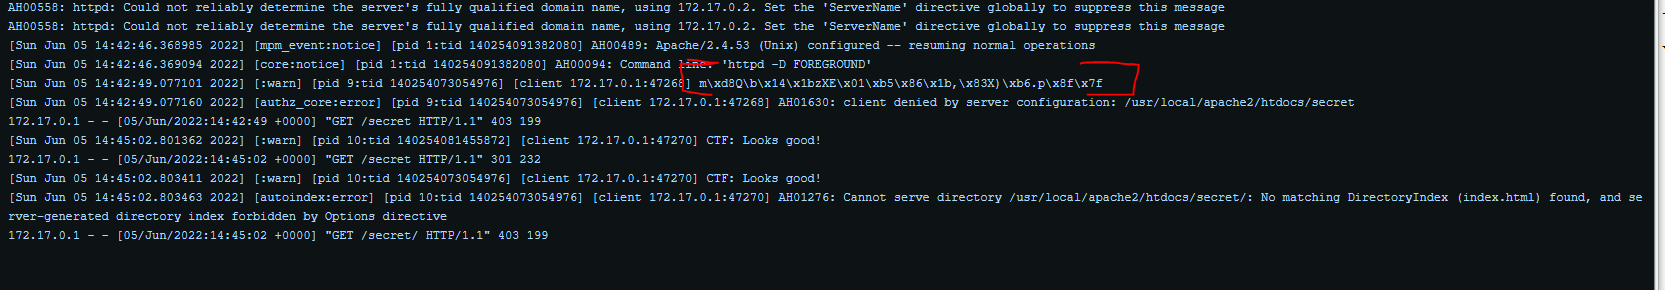 AH00558: httpd: Could not reliably determine the server's fully qualified domain name, using 172.17.0.2. Set the 'ServerName' directive globally to suppress this message
AH00558: httpd: Could not reliably determine the server's fully qualified domain name, using 172.17.0.2. Set the 'ServerName' directive globally to suppress this message
[Sun Jun 05 14:42:46.368985 2022] [mpm_event:notice] [pid 1:tid 140254091382080] AH00489: Apache/2.4.53 (Unix) configured -- resuming normal operations
[Sun Jun 05 14:42:46.369094 2022] [core:notice] [pid 1:tid 140254091382080] AH00094: Command line: 'httpd -D FOREGROUND'
[Sun Jun 05 14:42:49.077101 2022] [:warn] [pid 9:tid 140254073054976] [client 172.17.0.1:47268] m\xd8Q\b\x14\x1bzXE\x01\xb5\x86\x1b,\x83X)\xb6.p\x8f\x7f
[Sun Jun 05 14:42:49.077160 2022] [authz_core:error] [pid 9:tid 140254073054976] [client 172.17.0.1:47268] AH01630: client denied by server configuration: /usr/local/apache2/htdocs/secret
172.17.0.1 - - [05/Jun/2022:14:42:49 +0000] "GET /secret HTTP/1.1" 403 199
[Sun Jun 05 14:45:02.801362 2022] [:warn] [pid 10:tid 140254081455872] [client 172.17.0.1:47270] CTF: Looks good!
172.17.0.1 - - [05/Jun/2022:14:45:02 +0000] "GET /secret HTTP/1.1" 301 232
[Sun Jun 05 14:45:02.803411 2022] [:warn] [pid 10:tid 140254073054976] [client 172.17.0.1:47270] CTF: Looks good!
[Sun Jun 05 14:45:02.803463 2022] [autoindex:error] [pid 10:tid 140254073054976] [client 172.17.0.1:47270] AH01276: Cannot serve directory /usr/local/apache2/htdocs/secret/: No matching DirectoryIndex (index.html) found, and se
rver-generated directory index forbidden by Options directive
172.17.0.1 - - [05/Jun/2022:14:45:02 +0000] "GET /secret/ HTTP/1.1" 403 199